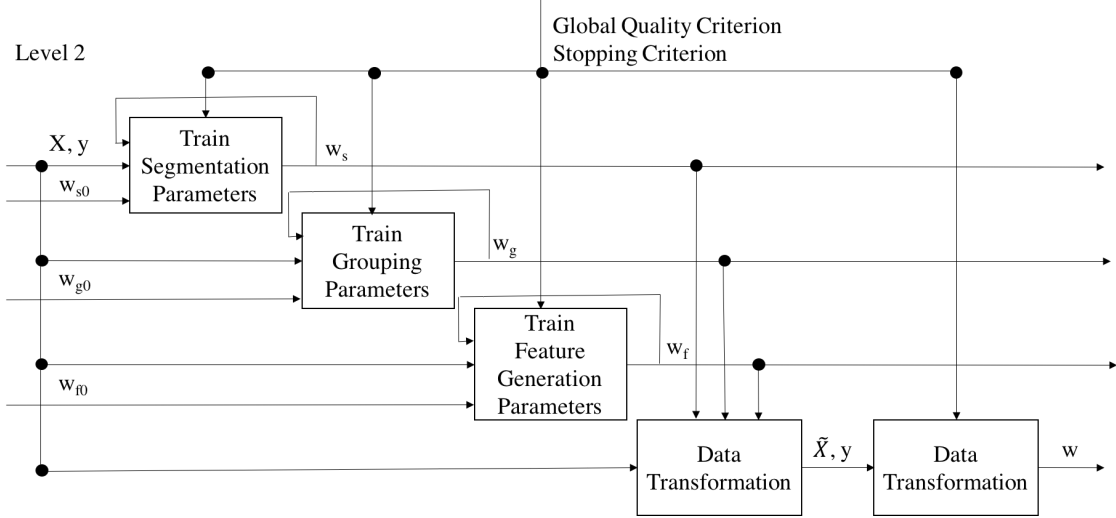 Global Quality Criterion
Stopping Criterion
Level 2
X, y
Train
Segmentation
Parameters
w_s
w_s0
Train
Grouping
Parameters
w_g
w_g0
Train
Feature
Generation
Parameters
w_f
w_f0
Data
Transformation
X̃, y
Data
Transformation
w